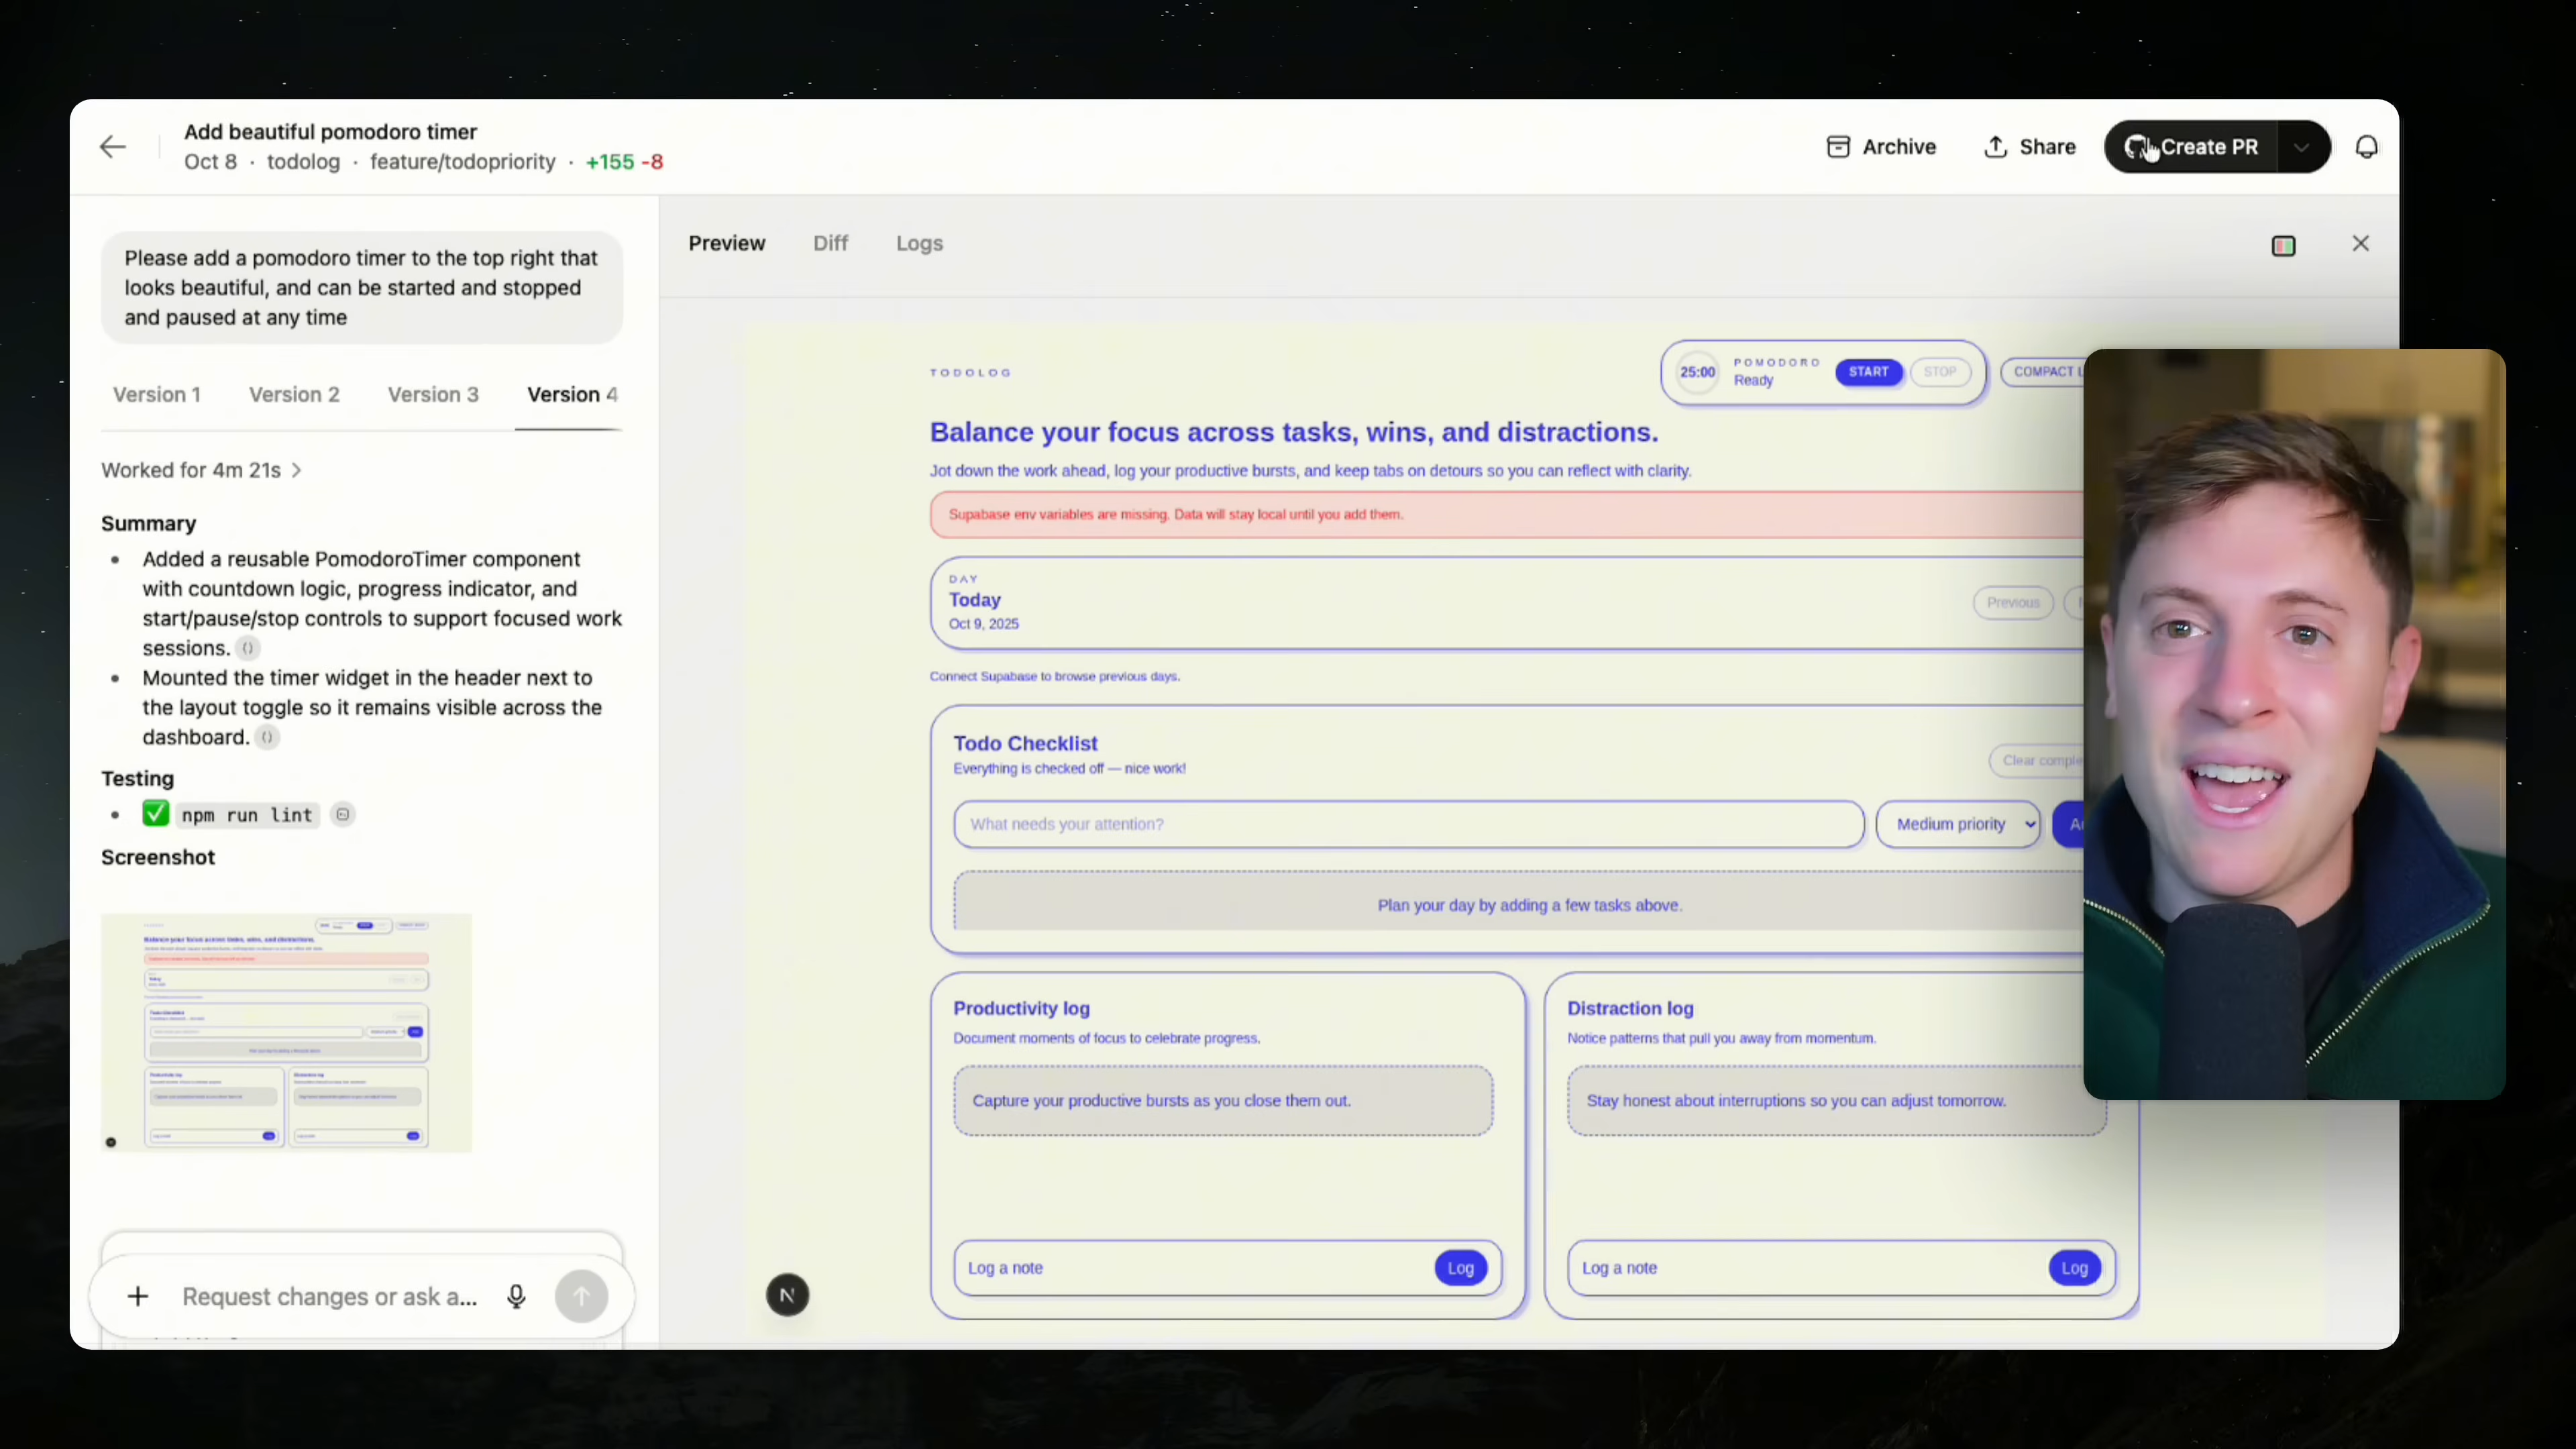 Add beautiful pomodoro timer
Oct 8 · todolog · feature/todopriority · +155 -8
Archive
Share
Create PR
Please add a pomodoro timer to the top right that
looks beautiful, and can be started and stopped
and paused at any time
Version 1
Version 2
Version 3
Version 4
Worked for 4m 21s
Summary
Added a reusable PomodoroTimer component
with countdown logic, progress indicator, and
start/pause/stop controls to support focused work
sessions.
Mounted the timer widget in the header next to
the layout toggle so it remains visible across the
dashboard.
Testing
npm run lint
Screenshot
Request changes or ask a...
Preview
Diff
Logs
TODOLOG
25:00
POMODORO
Ready
START
STOP
COMPACT
Balance your focus across tasks, wins, and distractions.
Jot down the work ahead, log your productive bursts, and keep tabs on detours so you can reflect with clarity.
Supabase env variables are missing. Data will stay local until you add them.
DAY
Today
Oct 9, 2025
Previous
Connect Supabase to browse previous days.
Todo Checklist
Everything is checked off — nice work!
Clear
What needs your attention?
Medium priority
Plan your day by adding a few tasks above.
Productivity log
Document moments of focus to celebrate progress.
Capture your productive bursts as you close them out.
Log a note
Log
Distraction log
Notice patterns that pull you away from momentum.
Stay honest about interruptions so you can adjust tomorrow.
Log a note
Log
N